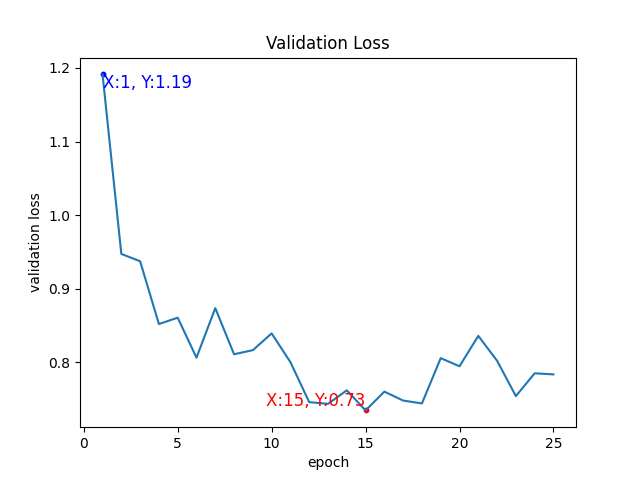 Validation Loss
1.2
1.1
1.0
0.9
0.8
validation loss
X:1, Y:1.19
X:15, Y:0.73
0
5
10
15
20
25
epoch